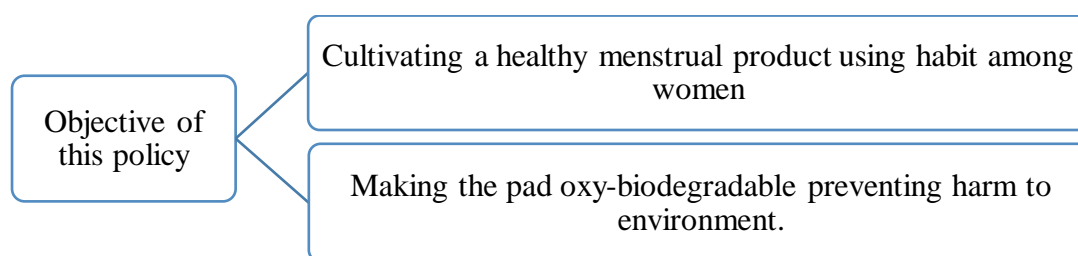 Objective of
this policy
Cultivating a healthy menstrual product using habit among
women
Making the pad oxy-biodegradable preventing harm to
environment.